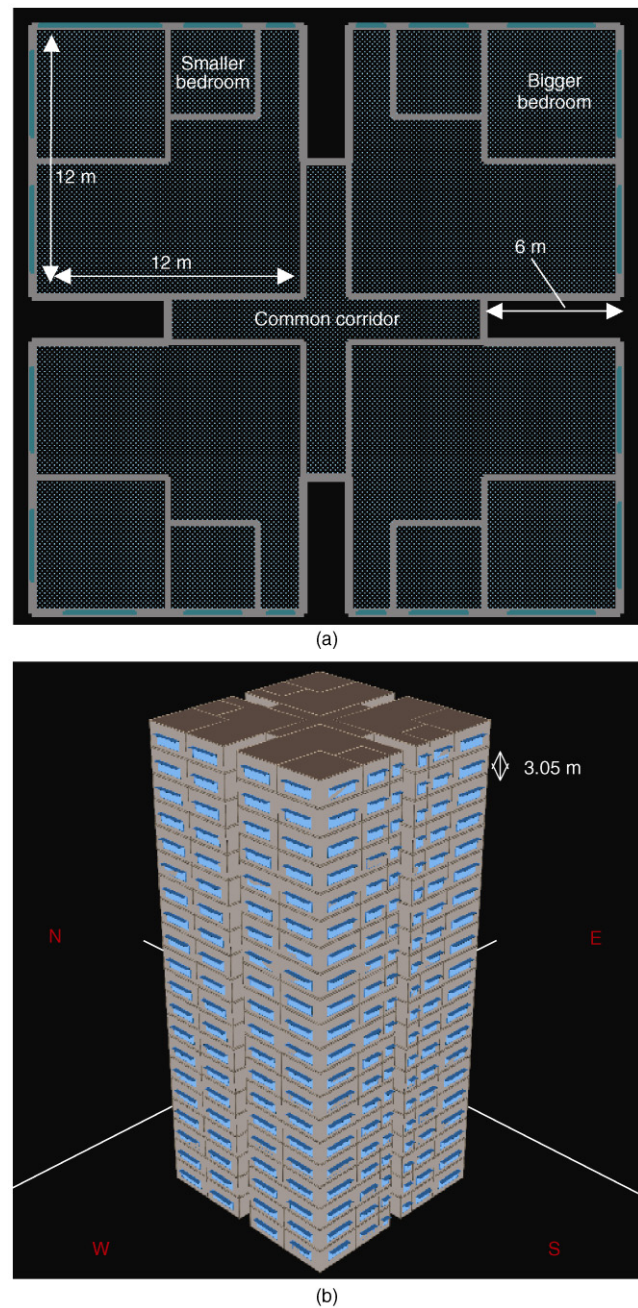 Smaller
bedroom
Bigger
bedroom
12 m
12 m
6 m
Common corridor
(a)
3.05 m
N
E
W
S
(b)